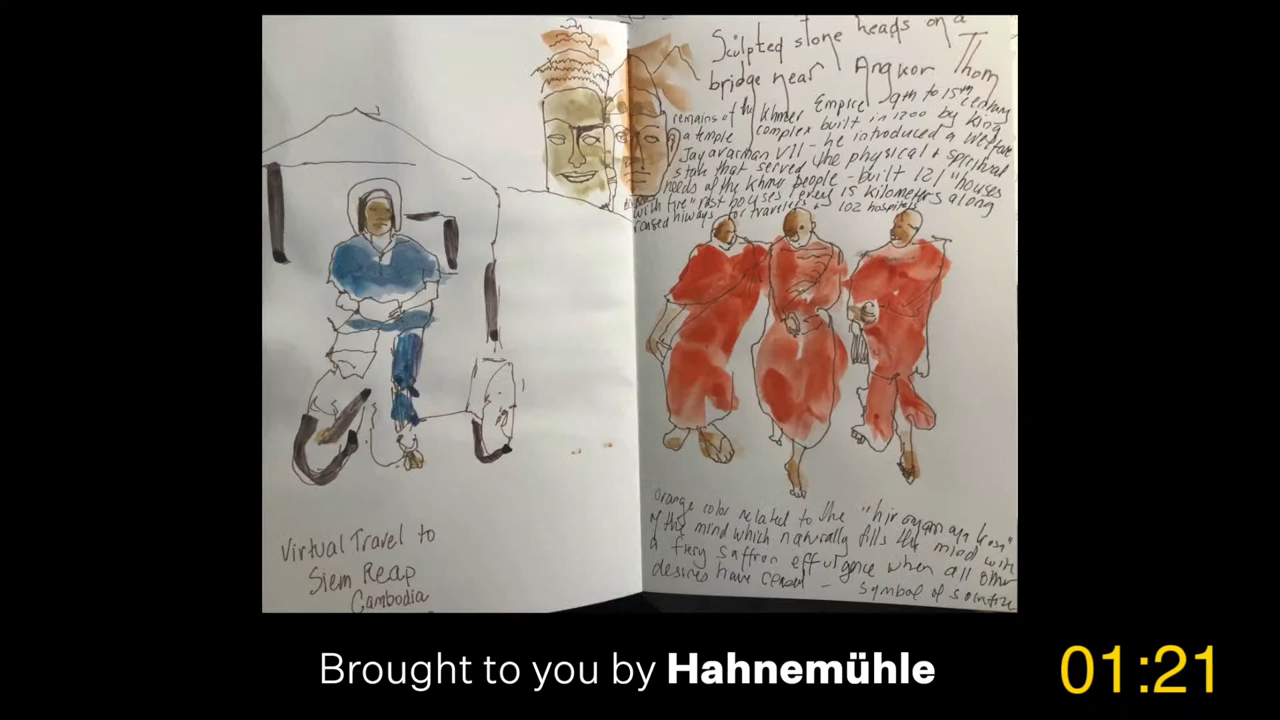 Sculpted stone heads on a
bridge near Angkor Thom
remains of the Khmer Empire 9th to 15th century
a temple complex built in 1200 by King
Jayavarman VII - he introduced a welfare
state that served the physical + spiritual
needs of the Khmer people - built 121 "houses
with fire" rest houses every 15 kilometers along
raised hiways for travelers + 102 hospitals
Virtual Travel to
Siem Reap
Cambodia
Orange color related to the
of the mind which naturally fills the mind with
a fiery saffron effurgence when all other
desires have ceased - symbol of sacrifice
Brought to you by Hahnemühle
01:21